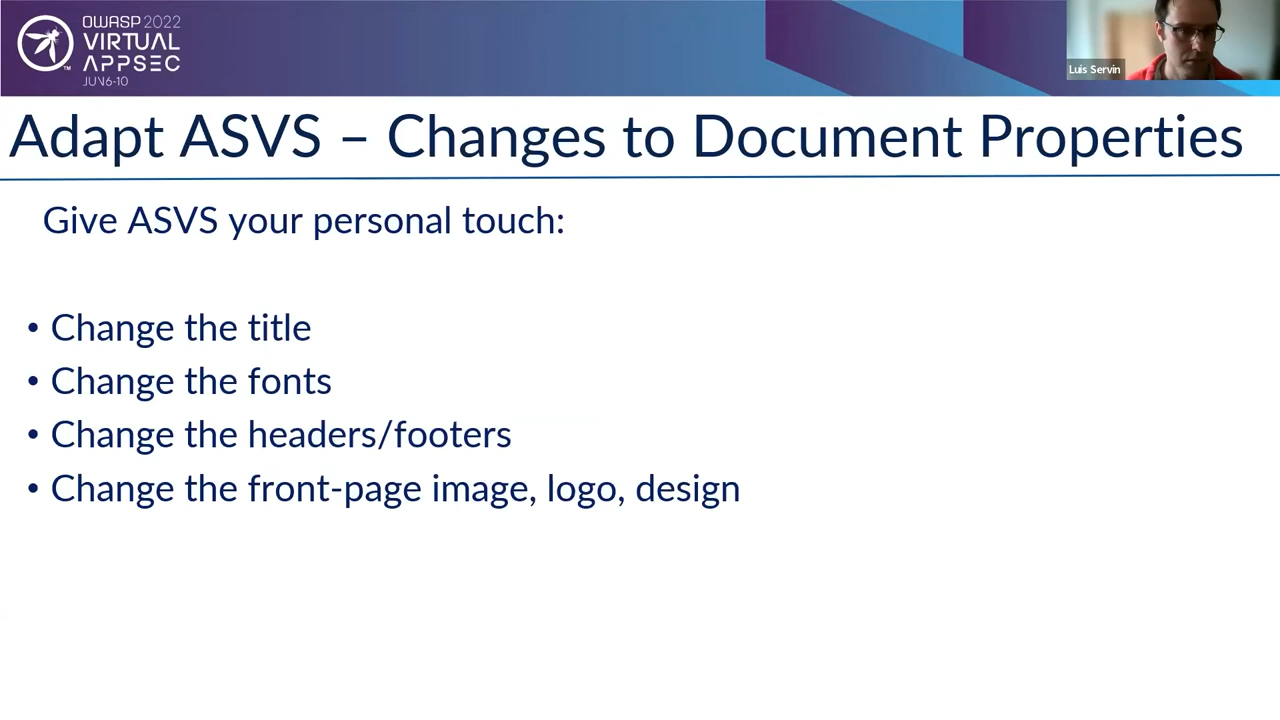 OWASP 2022
VIRTUAL
APPSEC
JUN 6-10
TM
Luis Servin
Adapt ASVS – Changes to Document Properties
Give ASVS your personal touch:
• Change the title
• Change the fonts
• Change the headers/footers
• Change the front-page image, logo, design